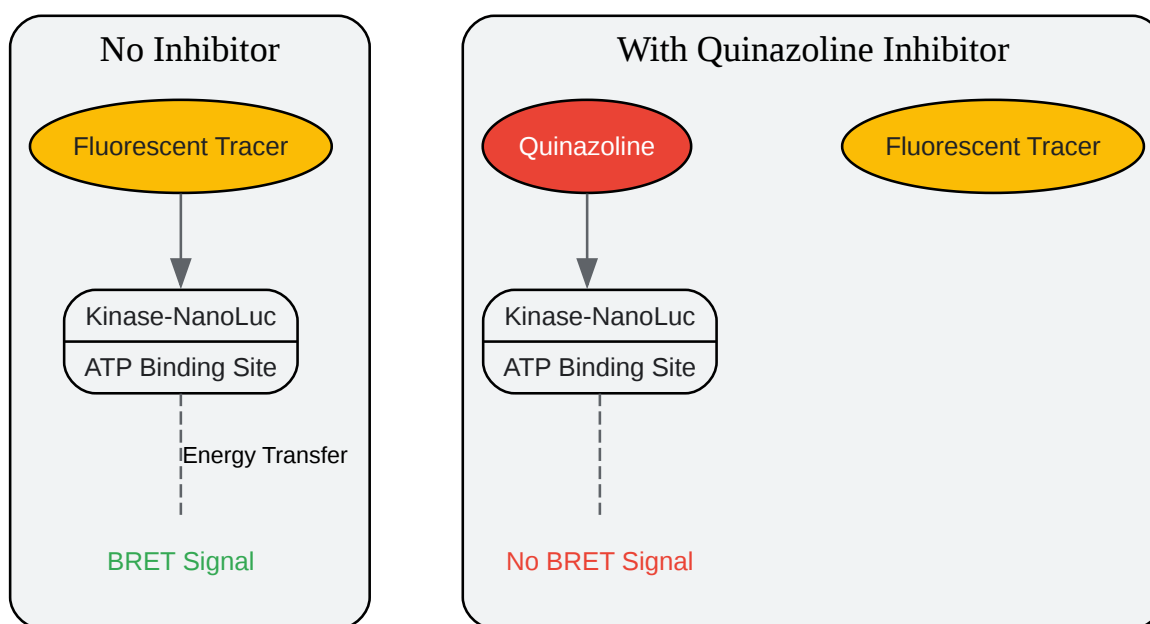 No Inhibitor
Fluorescent Tracer
Kinase-NanoLuc
ATP Binding Site
Energy Transfer
BRET Signal
With Quinazoline Inhibitor
Quinazoline
Fluorescent Tracer
Kinase-NanoLuc
ATP Binding Site
No BRET Signal